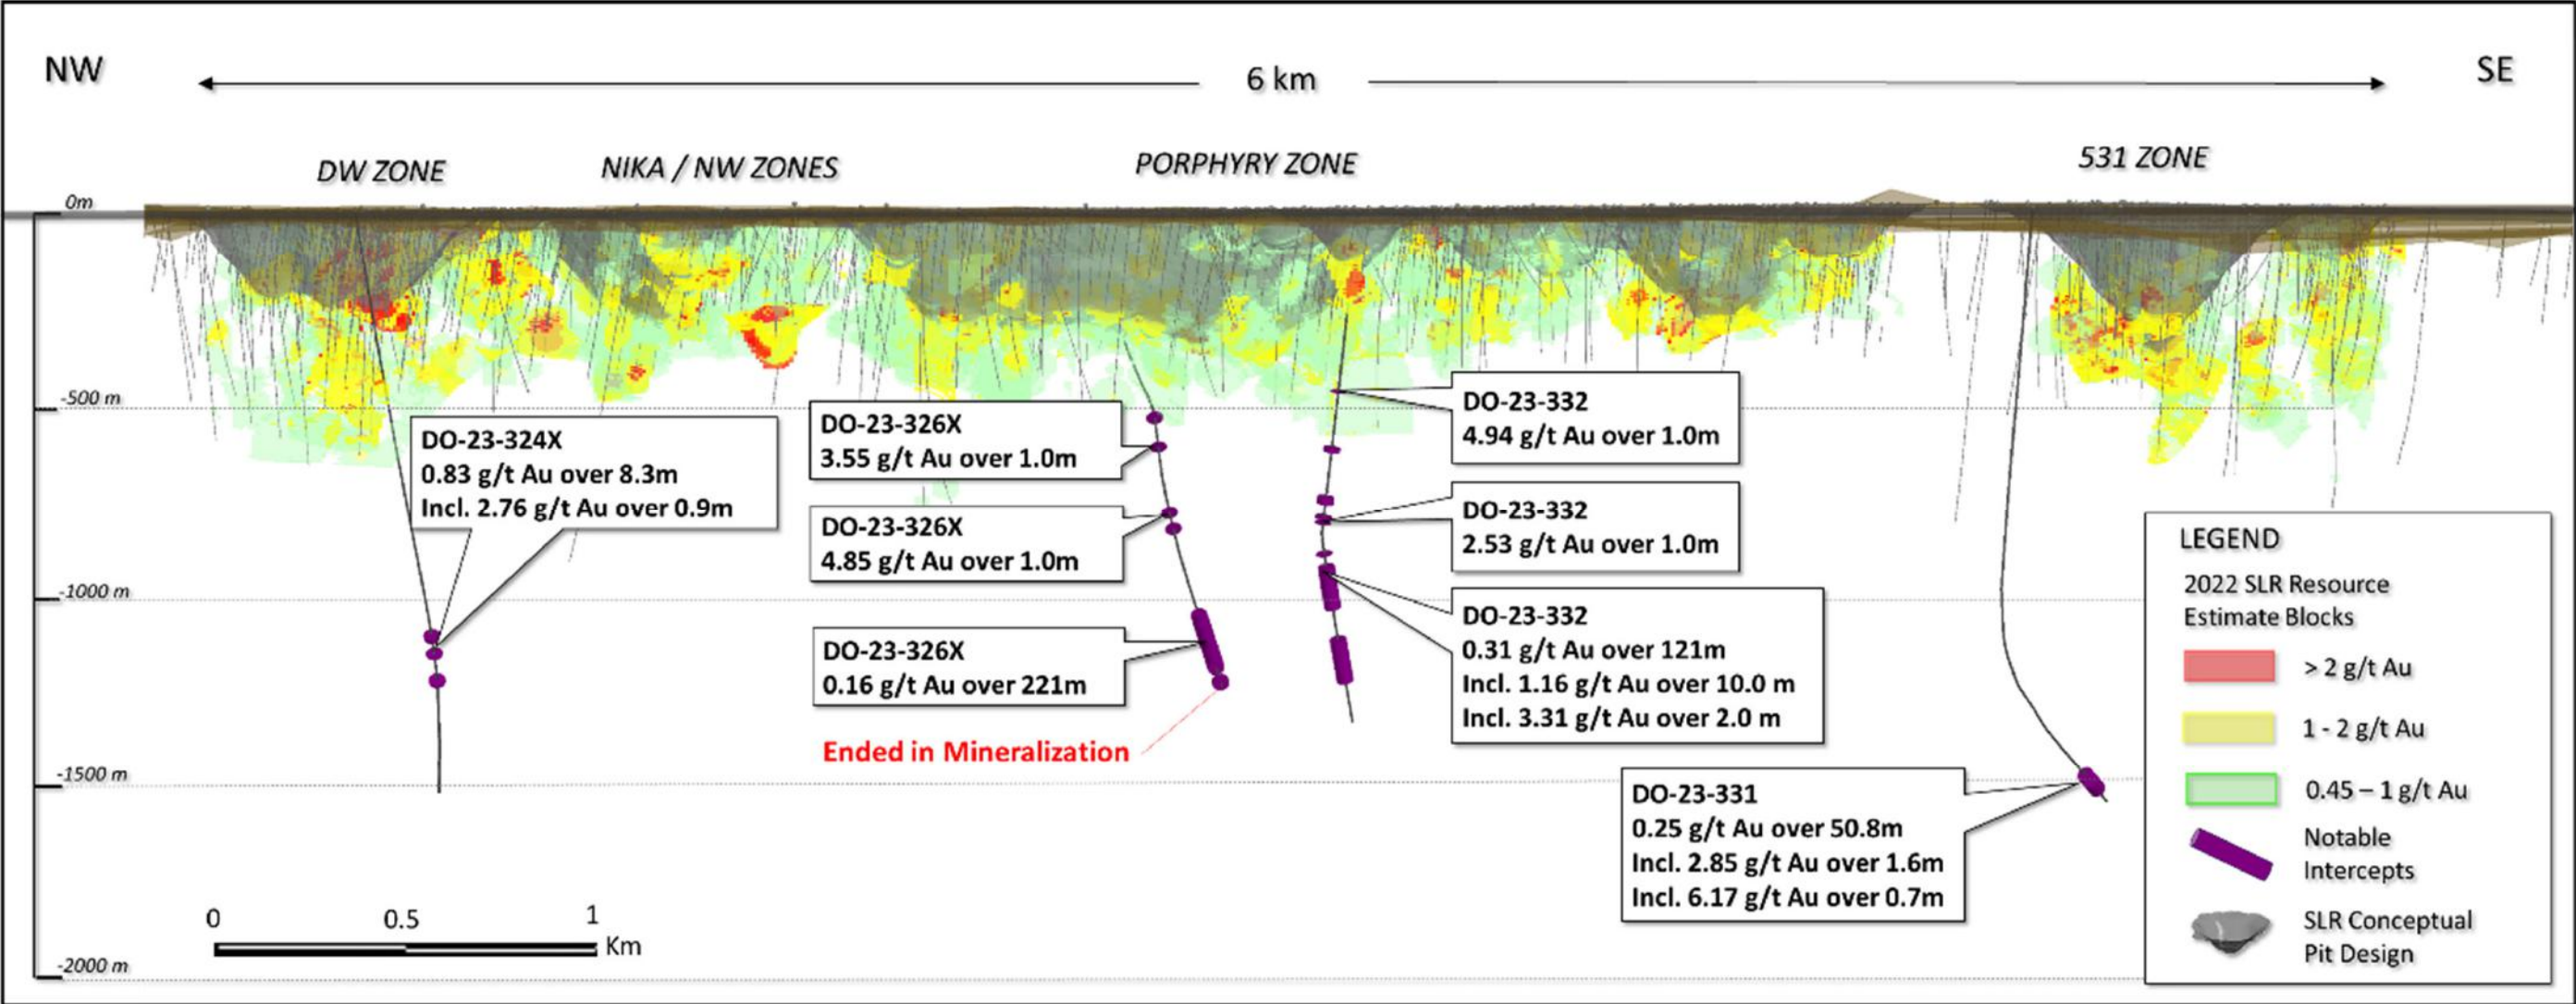 NW
6 km
SE
DW ZONE
NIKA / NW ZONES
PORPHYRY ZONE
531 ZONE
0m
-500 m
-1000 m
-1500 m
-2000 m
DO-23-324X
0.83 g/t Au over 8.3m
Incl. 2.76 g/t Au over 0.9m
DO-23-326X
3.55 g/t Au over 1.0m
DO-23-326X
4.85 g/t Au over 1.0m
DO-23-326X
0.16 g/t Au over 221m
Ended in Mineralization
DO-23-332
4.94 g/t Au over 1.0m
DO-23-332
2.53 g/t Au over 1.0m
DO-23-332
0.31 g/t Au over 121m
Incl. 1.16 g/t Au over 10.0 m
Incl. 3.31 g/t Au over 2.0 m
DO-23-331
0.25 g/t Au over 50.8m
Incl. 2.85 g/t Au over 1.6m
Incl. 6.17 g/t Au over 0.7m
LEGEND
2022 SLR Resource
Estimate Blocks
> 2 g/t Au
1 - 2 g/t Au
0.45 – 1 g/t Au
Notable
Intercepts
SLR Conceptual
Pit Design
0 0.5 1
Km